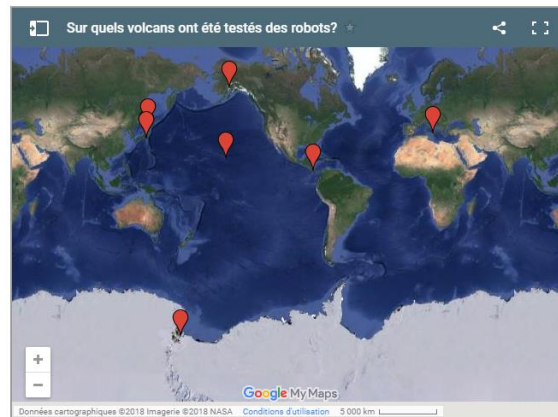 Sur quels volcans ont été testés des robots?
+
−
Google My Maps
Données cartographiques ©2018 Imagerie ©2018 NASA Conditions d'utilisation 5 000 km